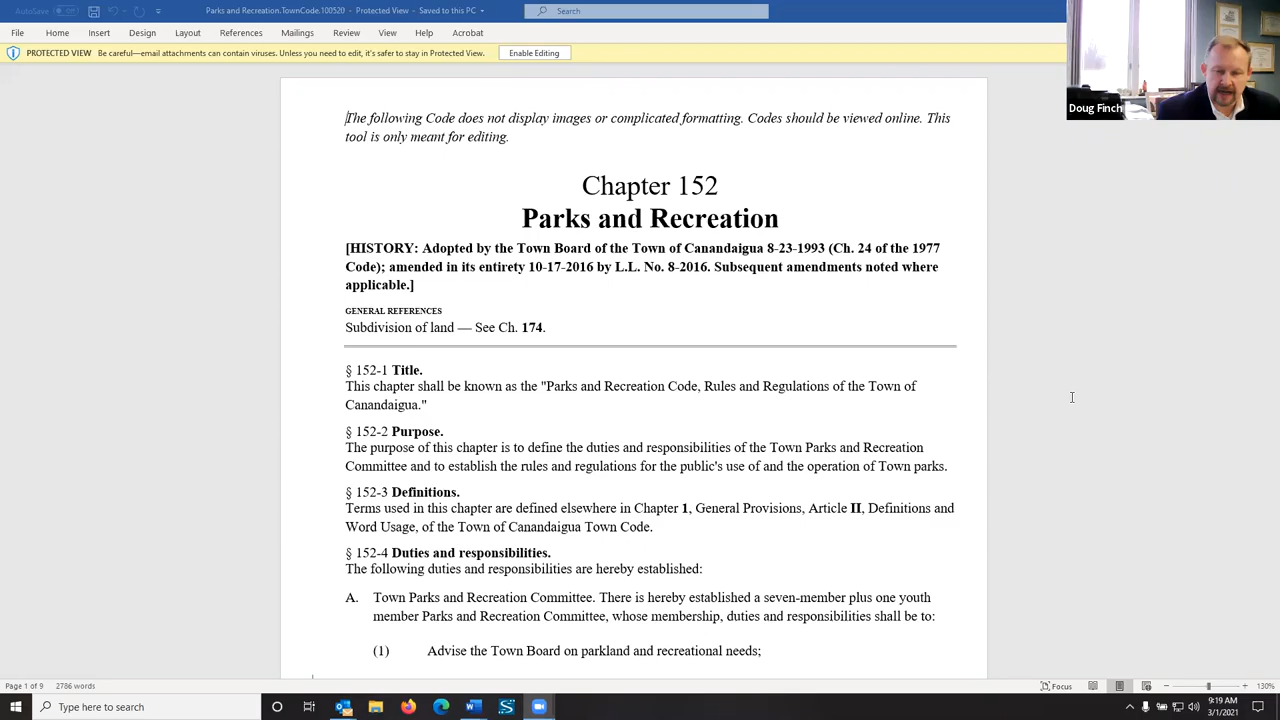 AutoSave
Parks and Recreation.TownCode.100520 - Protected View - Saved to this PC
Search
File Home Insert Design Layout References Mailings Review View Help Acrobat
PROTECTED VIEW Be careful—email attachments can contain viruses. Unless you need to edit, it's safer to stay in Protected View. Enable Editing
Doug Finch
The following Code does not display images or complicated formatting. Codes should be viewed online. This
tool is only meant for editing.
Chapter 152
Parks and Recreation
[HISTORY: Adopted by the Town Board of the Town of Canandaigua 8-23-1993 (Ch. 24 of the 1977
Code); amended in its entirety 10-17-2016 by L.L. No. 8-2016. Subsequent amendments noted where
applicable.]
GENERAL REFERENCES
Subdivision of land — See Ch. 174.
§ 152-1 Title.
This chapter shall be known as the "Parks and Recreation Code, Rules and Regulations of the Town of
Canandaigua."
§ 152-2 Purpose.
The purpose of this chapter is to define the duties and responsibilities of the Town Parks and Recreation
Committee and to establish the rules and regulations for the public's use of and the operation of Town parks.
§ 152-3 Definitions.
Terms used in this chapter are defined elsewhere in Chapter 1, General Provisions, Article II, Definitions and
Word Usage, of the Town of Canandaigua Town Code.
§ 152-4 Duties and responsibilities.
The following duties and responsibilities are hereby established:
A. Town Parks and Recreation Committee. There is hereby established a seven-member plus one youth
member Parks and Recreation Committee, whose membership, duties and responsibilities shall be to:
(1) Advise the Town Board on parkland and recreational needs;
Page 1 of 9 2786 words
Focus
130%
Type here to search
9:19 AM
3/1/2021